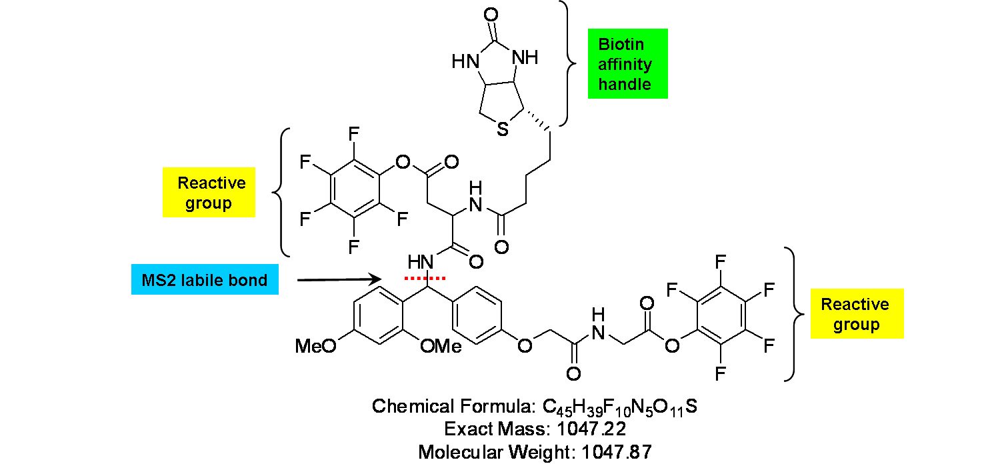 O
HN
NH
S
Biotin
affinity
handle
F
F
O
O
F
F
F
H
N
O
Reactive
group
HN
O
MS2 labile bond
MeO
OMe
O
H
N
O
O
O
F
F
F
F
F
Reactive
group
Chemical Formula: C45H39F10N5O11S
Exact Mass: 1047.22
Molecular Weight: 1047.87